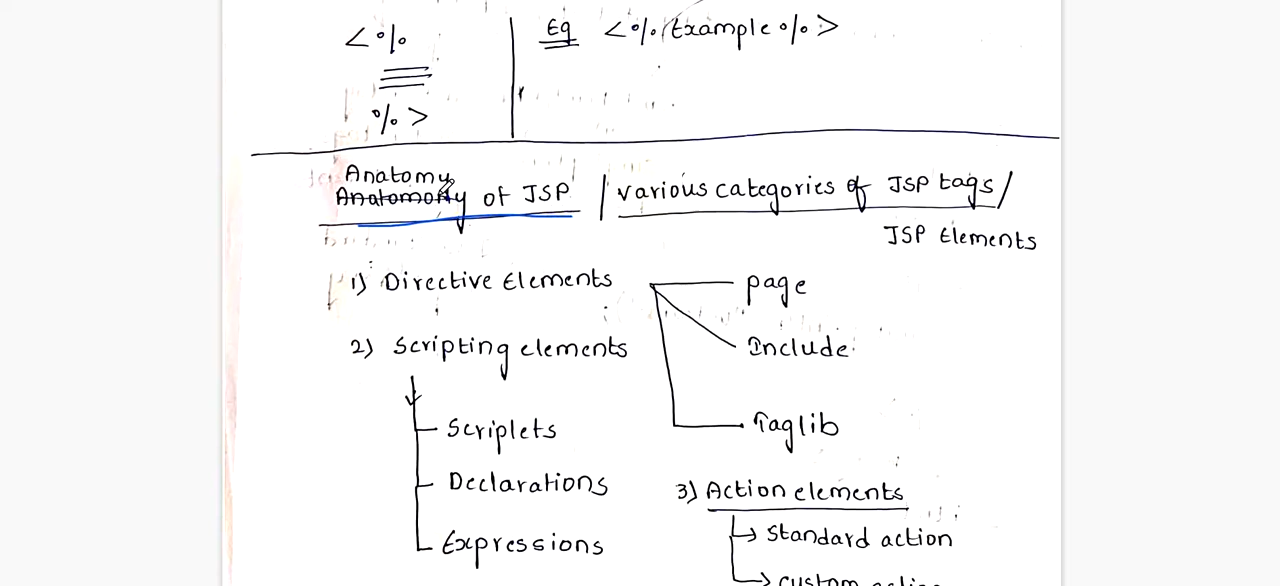 <%
Eg <%/Example%>
%>
Anatomy
of JSP / various categories of JSP tags/
JSP Elements
1) Directive Elements
page
2) Scripting elements
Include
Scriplets
Taglib
Declarations
3) Action elements
Expressions
Standard action
custom